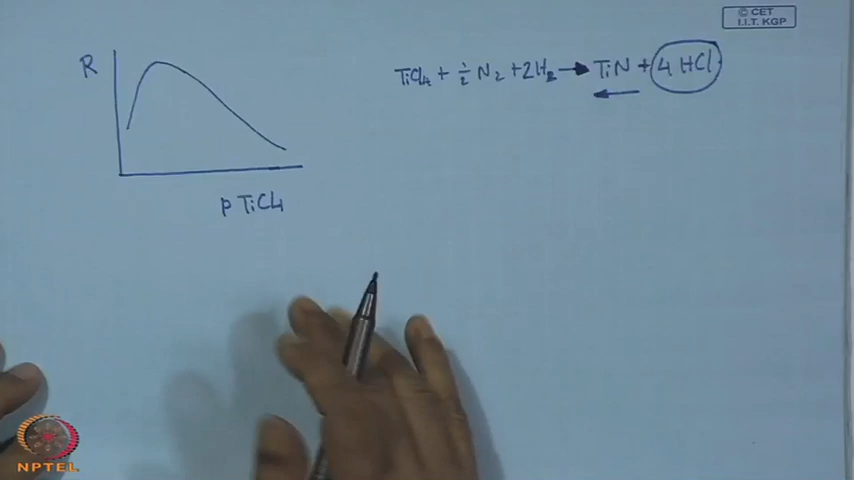 © CET
I.I.T. KGP
R
TiCl₄ + ½ N₂ + 2H₂ → TiN + 4 HCl
p TiCl₄
NPTEL